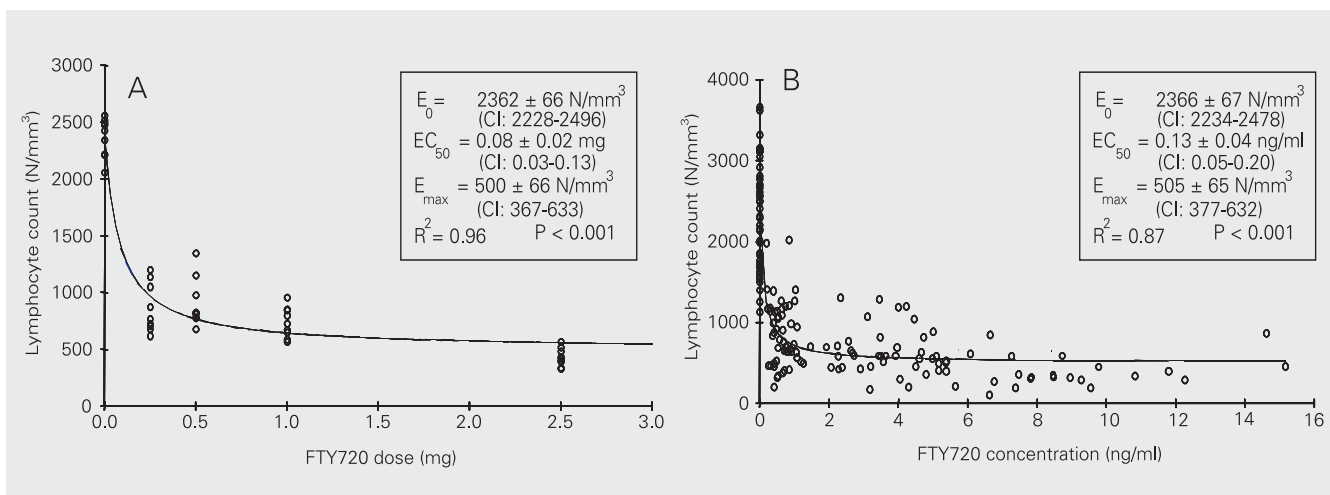 A
Lymphocyte count (N/mm³)
3000
2500
2000
1500
1000
500
0
0.0 0.5 1.0 1.5 2.0 2.5 3.0
FTY720 dose (mg)
E₀ = 2362 ± 66 N/mm³
(CI: 2228-2496)
EC₅₀ = 0.08 ± 0.02 mg
(CI: 0.03-0.13)
Eₘₐₓ = 500 ± 66 N/mm³
(CI: 367-633)
R² = 0.96 P < 0.001
B
Lymphocyte count (N/mm³)
4000
3000
2000
1000
0
0 2 4 6 8 10 12 14 16
FTY720 concentration (ng/ml)
E₀ = 2366 ± 67 N/mm³
(CI: 2234-2478)
EC₅₀ = 0.13 ± 0.04 ng/ml
(CI: 0.05-0.20)
Eₘₐₓ = 505 ± 65 N/mm³
(CI: 377-632)
R² = 0.87 P < 0.001